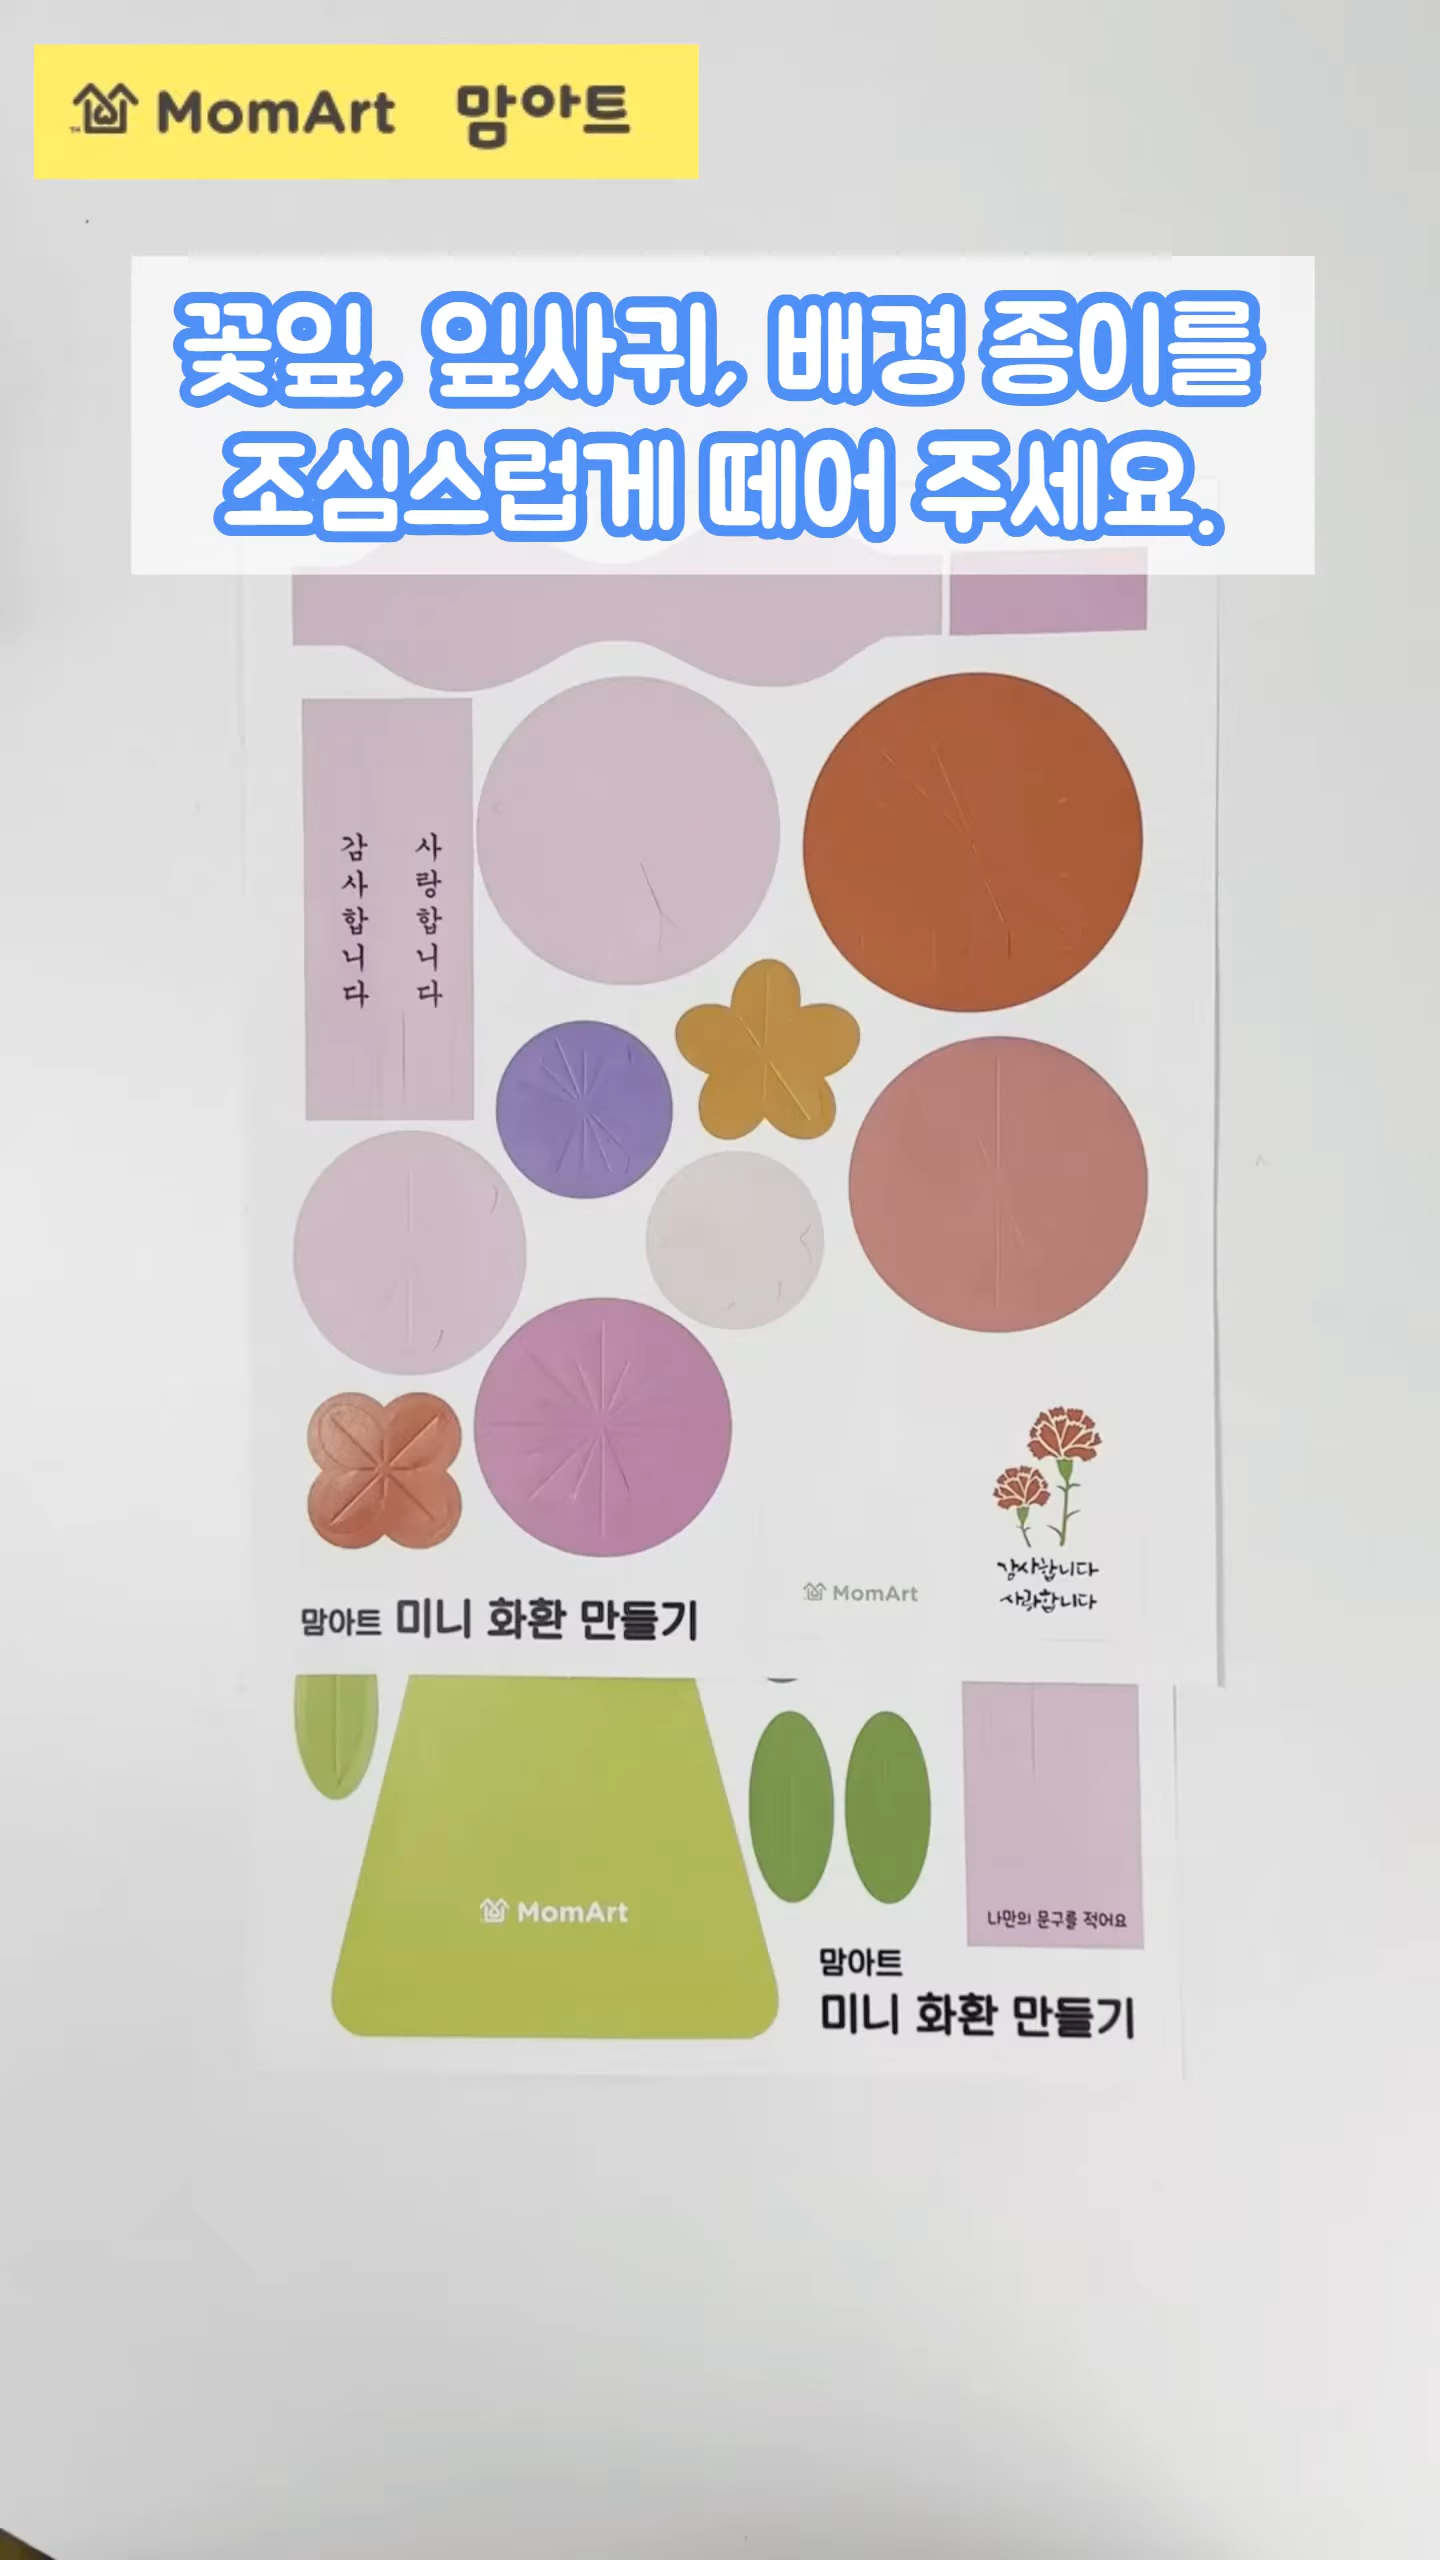 MomArt 맘아트
꽃잎, 잎사귀, 배경 종이를
조심스럽게 떼어 주세요.
사랑합니다
감사합니다
MomArt
감사합니다
사랑합니다
맘아트 미니 화환 만들기
MomArt
나만의 문구를 적어요
맘아트
미니 화환 만들기